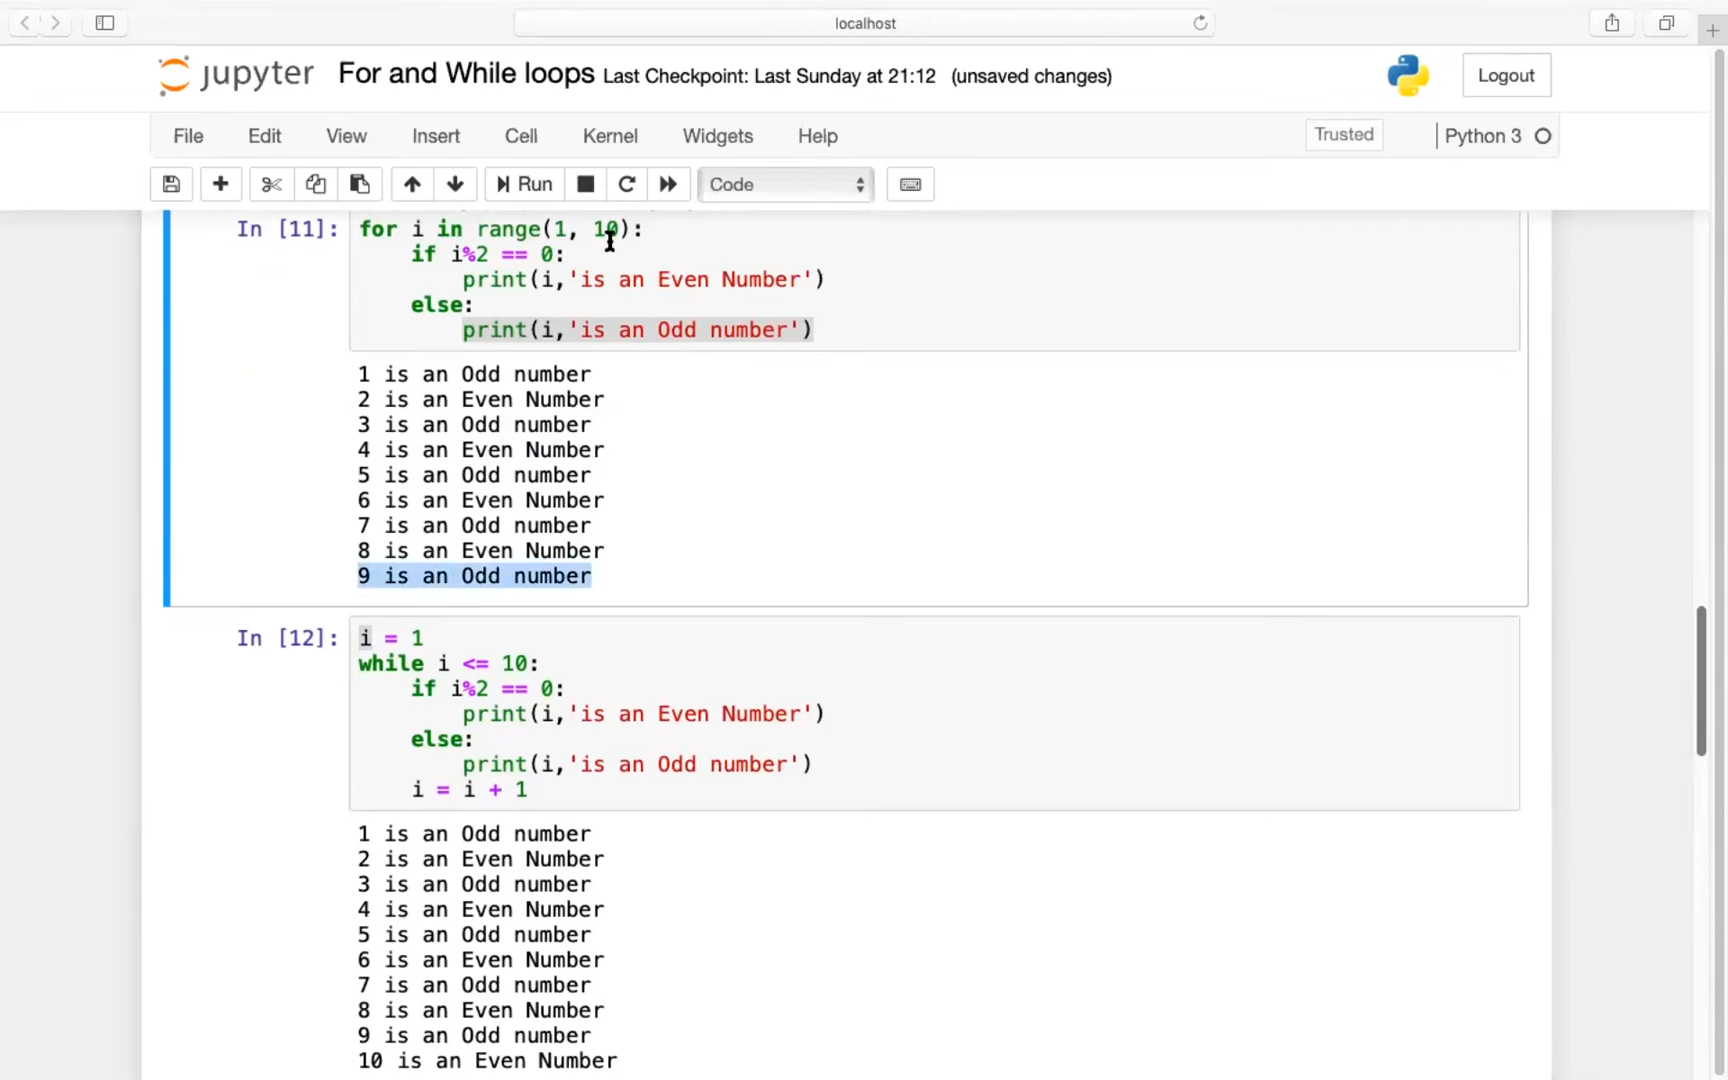 localhost
jupyter For and While loops Last Checkpoint: Last Sunday at 21:12 (unsaved changes) Logout
File Edit View Insert Cell Kernel Widgets Help Trusted Python 3
Run Code
In [11]: for i in range(1, 10):
if i%2 == 0:
print(i,'is an Even Number')
else:
print(i,'is an Odd number')
1 is an Odd number
2 is an Even Number
3 is an Odd number
4 is an Even Number
5 is an Odd number
6 is an Even Number
7 is an Odd number
8 is an Even Number
9 is an Odd number
In [12]: i = 1
while i <= 10:
if i%2 == 0:
print(i,'is an Even Number')
else:
print(i,'is an Odd number')
i = i + 1
1 is an Odd number
2 is an Even Number
3 is an Odd number
4 is an Even Number
5 is an Odd number
6 is an Even Number
7 is an Odd number
8 is an Even Number
9 is an Odd number
10 is an Even Number